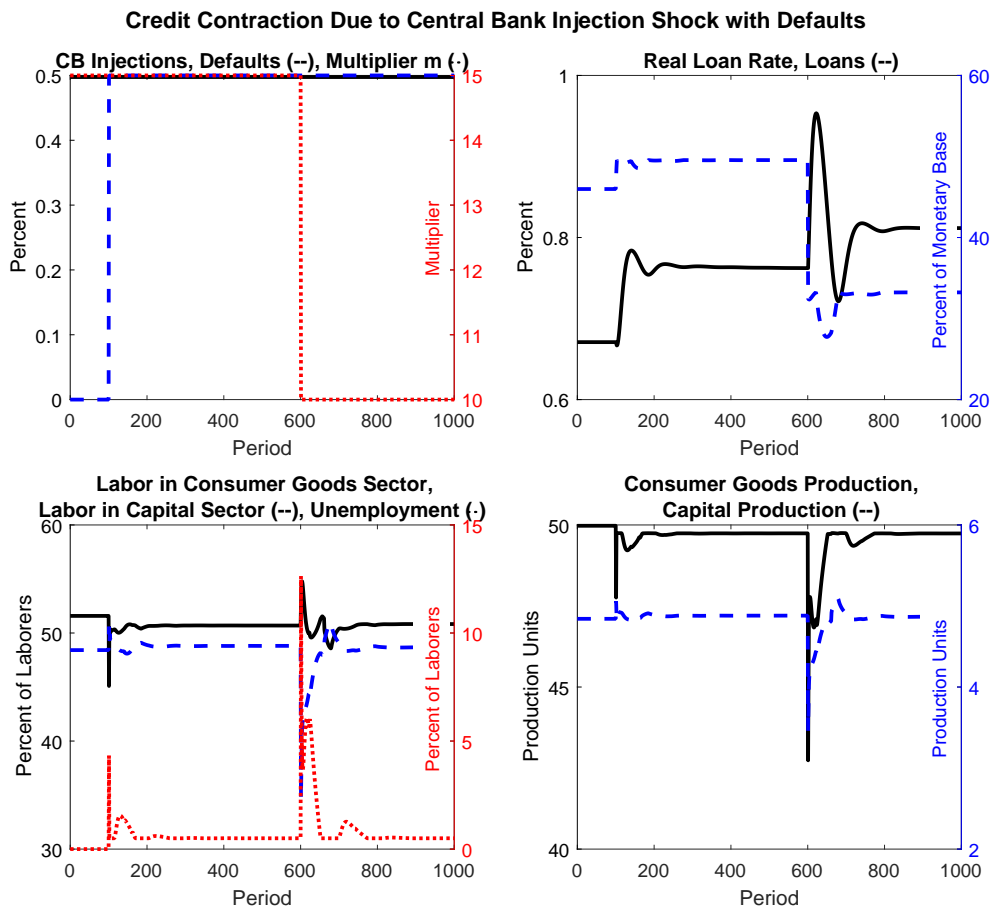 Credit Contraction Due to Central Bank Injection Shock with Defaults
CB Injections, Defaults (--), Multiplier m (·)
0.5
0.4
0.3
0.2
0.1
0
Percent
15
14
13
12
11
10
Multiplier
0 200 400 600 800 1000
Period
Real Loan Rate, Loans (--)
1
0.8
0.6
Percent
60
40
20
Percent of Monetary Base
0 200 400 600 800 1000
Period
Labor in Consumer Goods Sector,
Labor in Capital Sector (--), Unemployment (·)
60
50
40
30
Percent of Laborers
15
10
5
0
Percent of Laborers
0 200 400 600 800 1000
Period
Consumer Goods Production,
Capital Production (--)
50
45
40
Production Units
6
4
2
Production Units
0 200 400 600 800 1000
Period